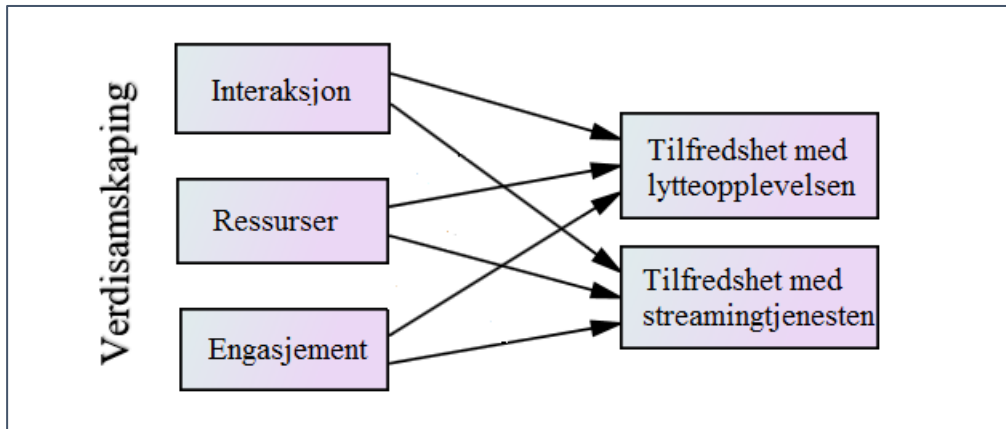 Verdisamskaping
Interaksjon
Ressurser
Engasjement
Tilfredshet med
lytteopplevelsen
Tilfredshet med
streamingtjenesten